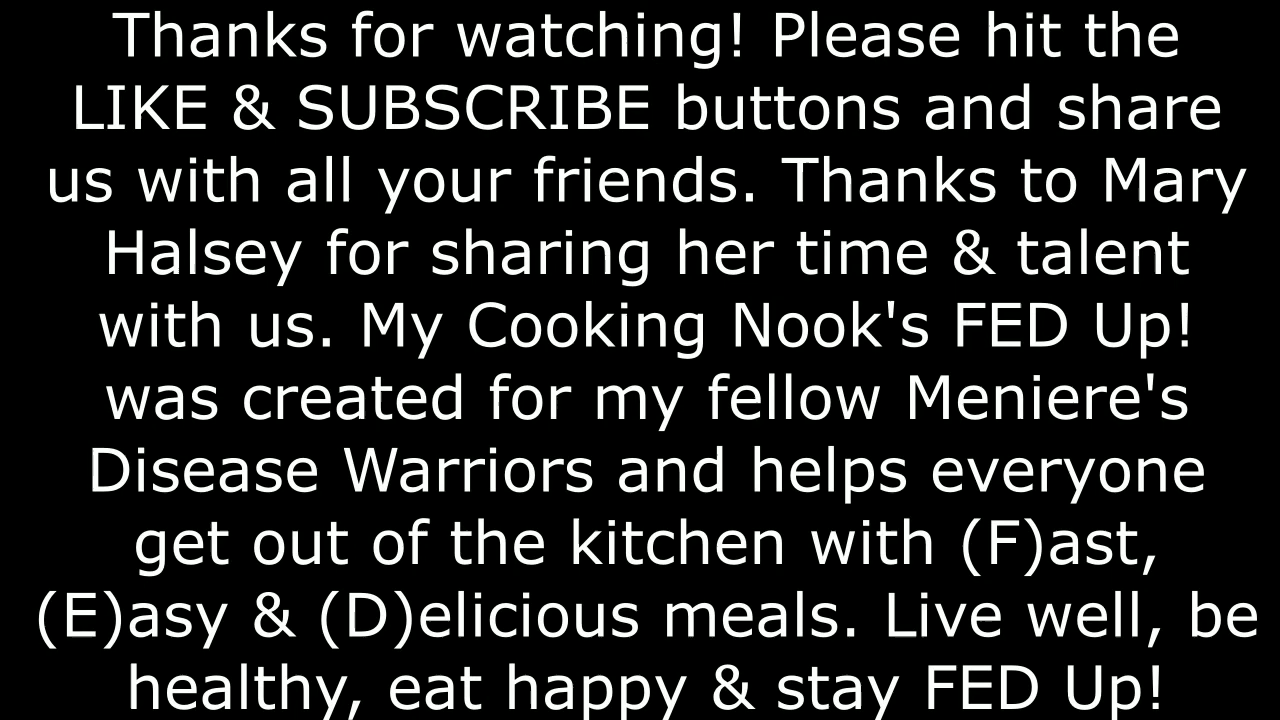 Thanks for watching! Please hit the
LIKE & SUBSCRIBE buttons and share
us with all your friends. Thanks to Mary
Halsey for sharing her time & talent
with us. My Cooking Nook's FED Up!
was created for my fellow Meniere's
Disease Warriors and helps everyone
get out of the kitchen with (F)ast,
(E)asy & (D)elicious meals. Live well, be
healthy, eat happy & stay FED Up!